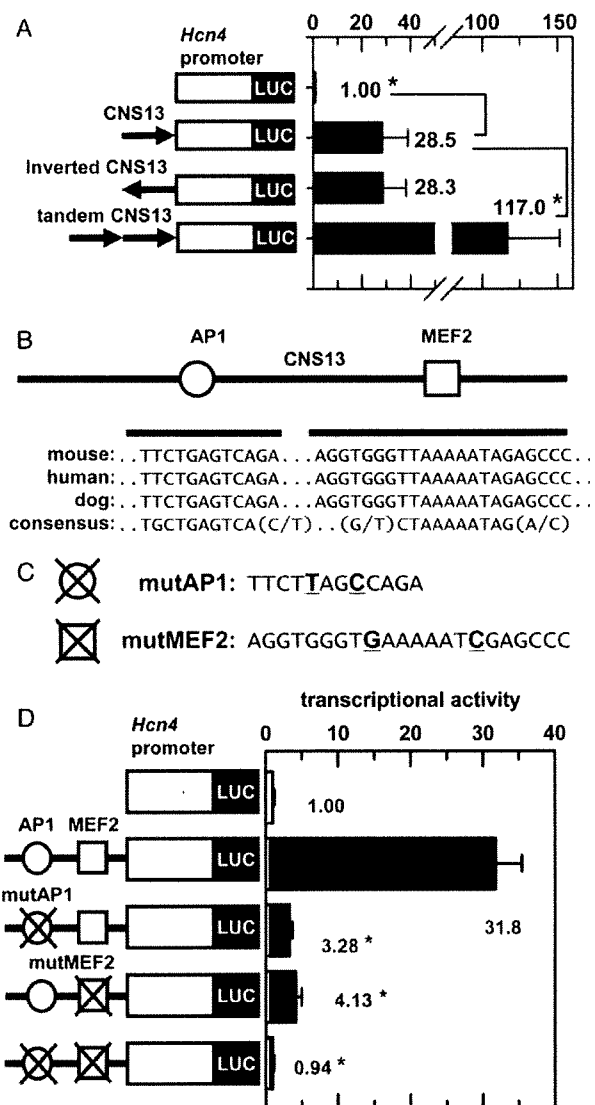 A
Hcn4
promoter
0 20 40 100 150
LUC
1.00 *
CNS13
LUC
28.5
Inverted CNS13
LUC
28.3
tandem CNS13
LUC
117.0 *
B
AP1
MEF2
CNS13
mouse: ..TTCTGAGTCAGA...AGGTGGGTTAAAAATAGAGCCC..
human: ..TTCTGAGTCAGA...AGGTGGGTTAAAAATAGAGCCC..
dog: ..TTCTGAGTCAGA...AGGTGGGTTAAAAATAGAGCCC..
consensus: ..TGCTGAGTCA(C/T)..(G/T)CTAAAAATAG(A/C)
C
mutAP1: TTCTTAGCCAGA
mutMEF2: AGGTGGGTGAAAAATCGAGCCC
D
transcriptional activity
Hcn4
promoter
0 10 20 30 40
LUC
1.00
AP1 MEF2
LUC
31.8
mutAP1
LUC
3.28 *
mutMEF2
LUC
4.13 *
LUC
0.94 *